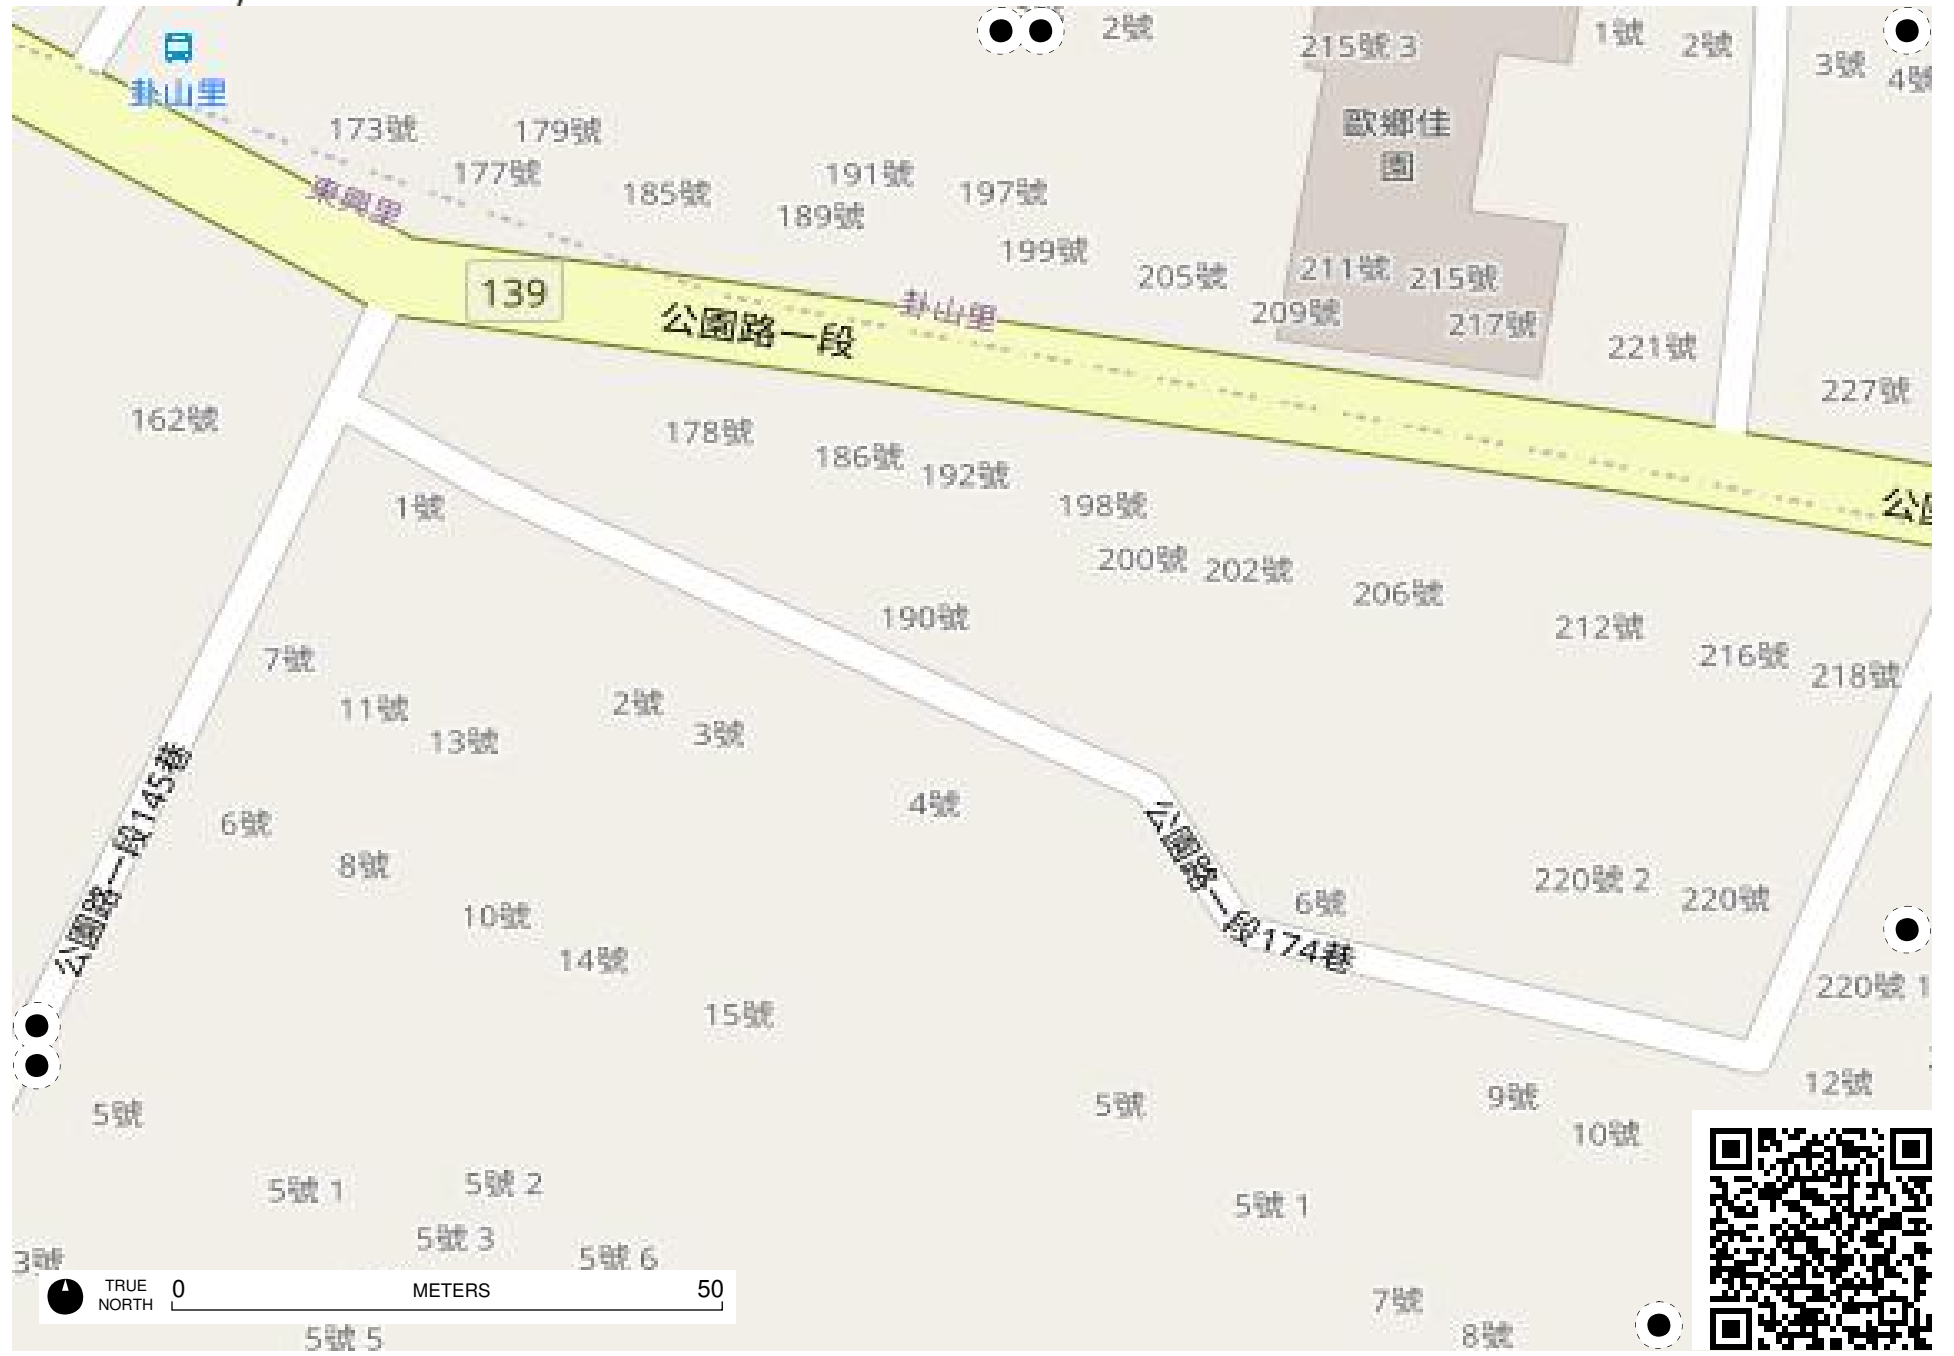 2號
215號 3
1號
2號
3號
4號
卦山里
歐鄉佳
園
173號
179號
177號
185號
191號
189號
197號
199號
東興里
205號
211號
215號
209號
217號
139
卦山里
公園路一段
221號
227號
162號
178號
186號
192號
198號
公園
1號
200號
202號
206號
190號
212號
216號
218號
7號
11號
13號
2號
3號
公園路一段145巷
6號
4號
8號
公園路一段174巷
6號
220號 2
220號
10號
14號
220號 1
15號
5號
5號
9號
12號
10號
5號 1
5號 2
5號 1
5號 3
5號 6
3號
TRUE
NORTH
0
METERS
50
7號
8號
5號 5